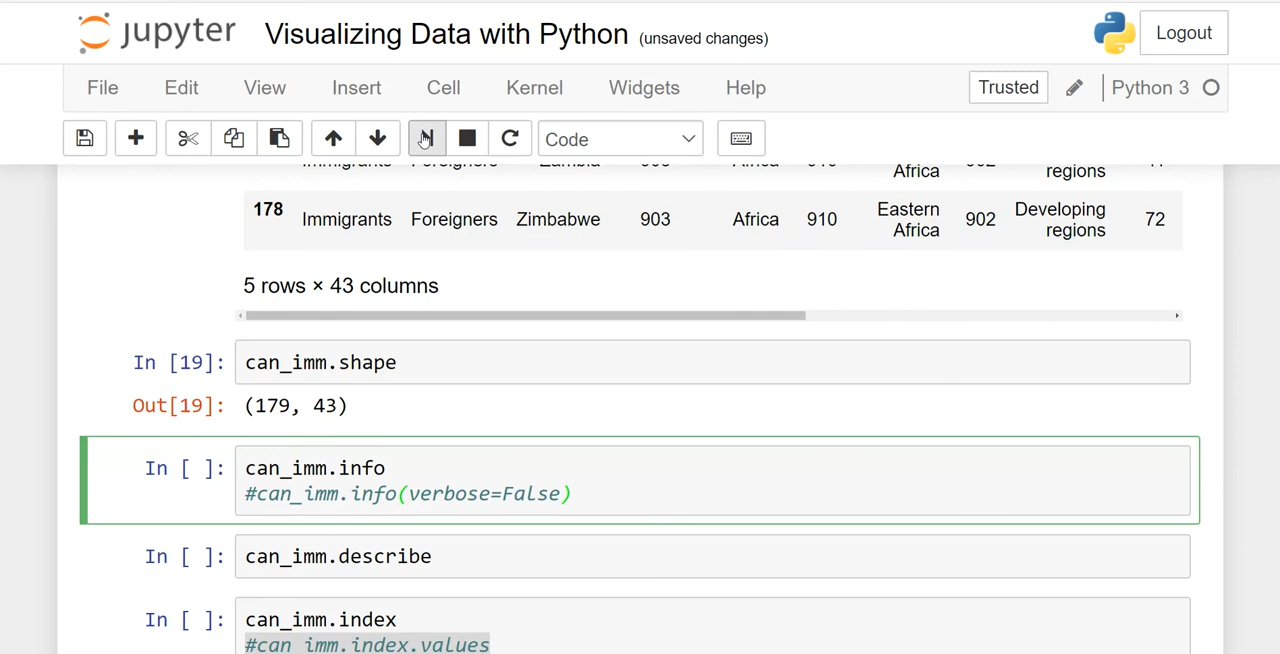 jupyter Visualizing Data with Python (unsaved changes) Logout
File Edit View Insert Cell Kernel Widgets Help Trusted Python 3
Code
Africa regions
178 Immigrants Foreigners Zimbabwe 903 Africa 910 Eastern Africa 902 Developing regions 72
5 rows × 43 columns
In [19]: can_imm.shape
Out[19]: (179, 43)
In [ ]: can_imm.info
#can_imm.info(verbose=False)
In [ ]: can_imm.describe
In [ ]: can_imm.index
#can_imm.index.values